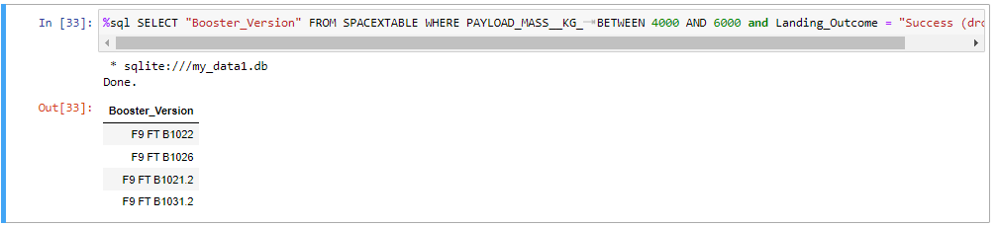 In [33]: %sql SELECT "Booster_Version" FROM SPACEXTABLE WHERE PAYLOAD_MASS__KG_ BETWEEN 4000 AND 6000 and Landing_Outcome = "Success (dro
* sqlite:///my_data1.db
Done.
Out[33]:
Booster_Version
F9 FT B1022
F9 FT B1026
F9 FT B1021.2
F9 FT B1031.2